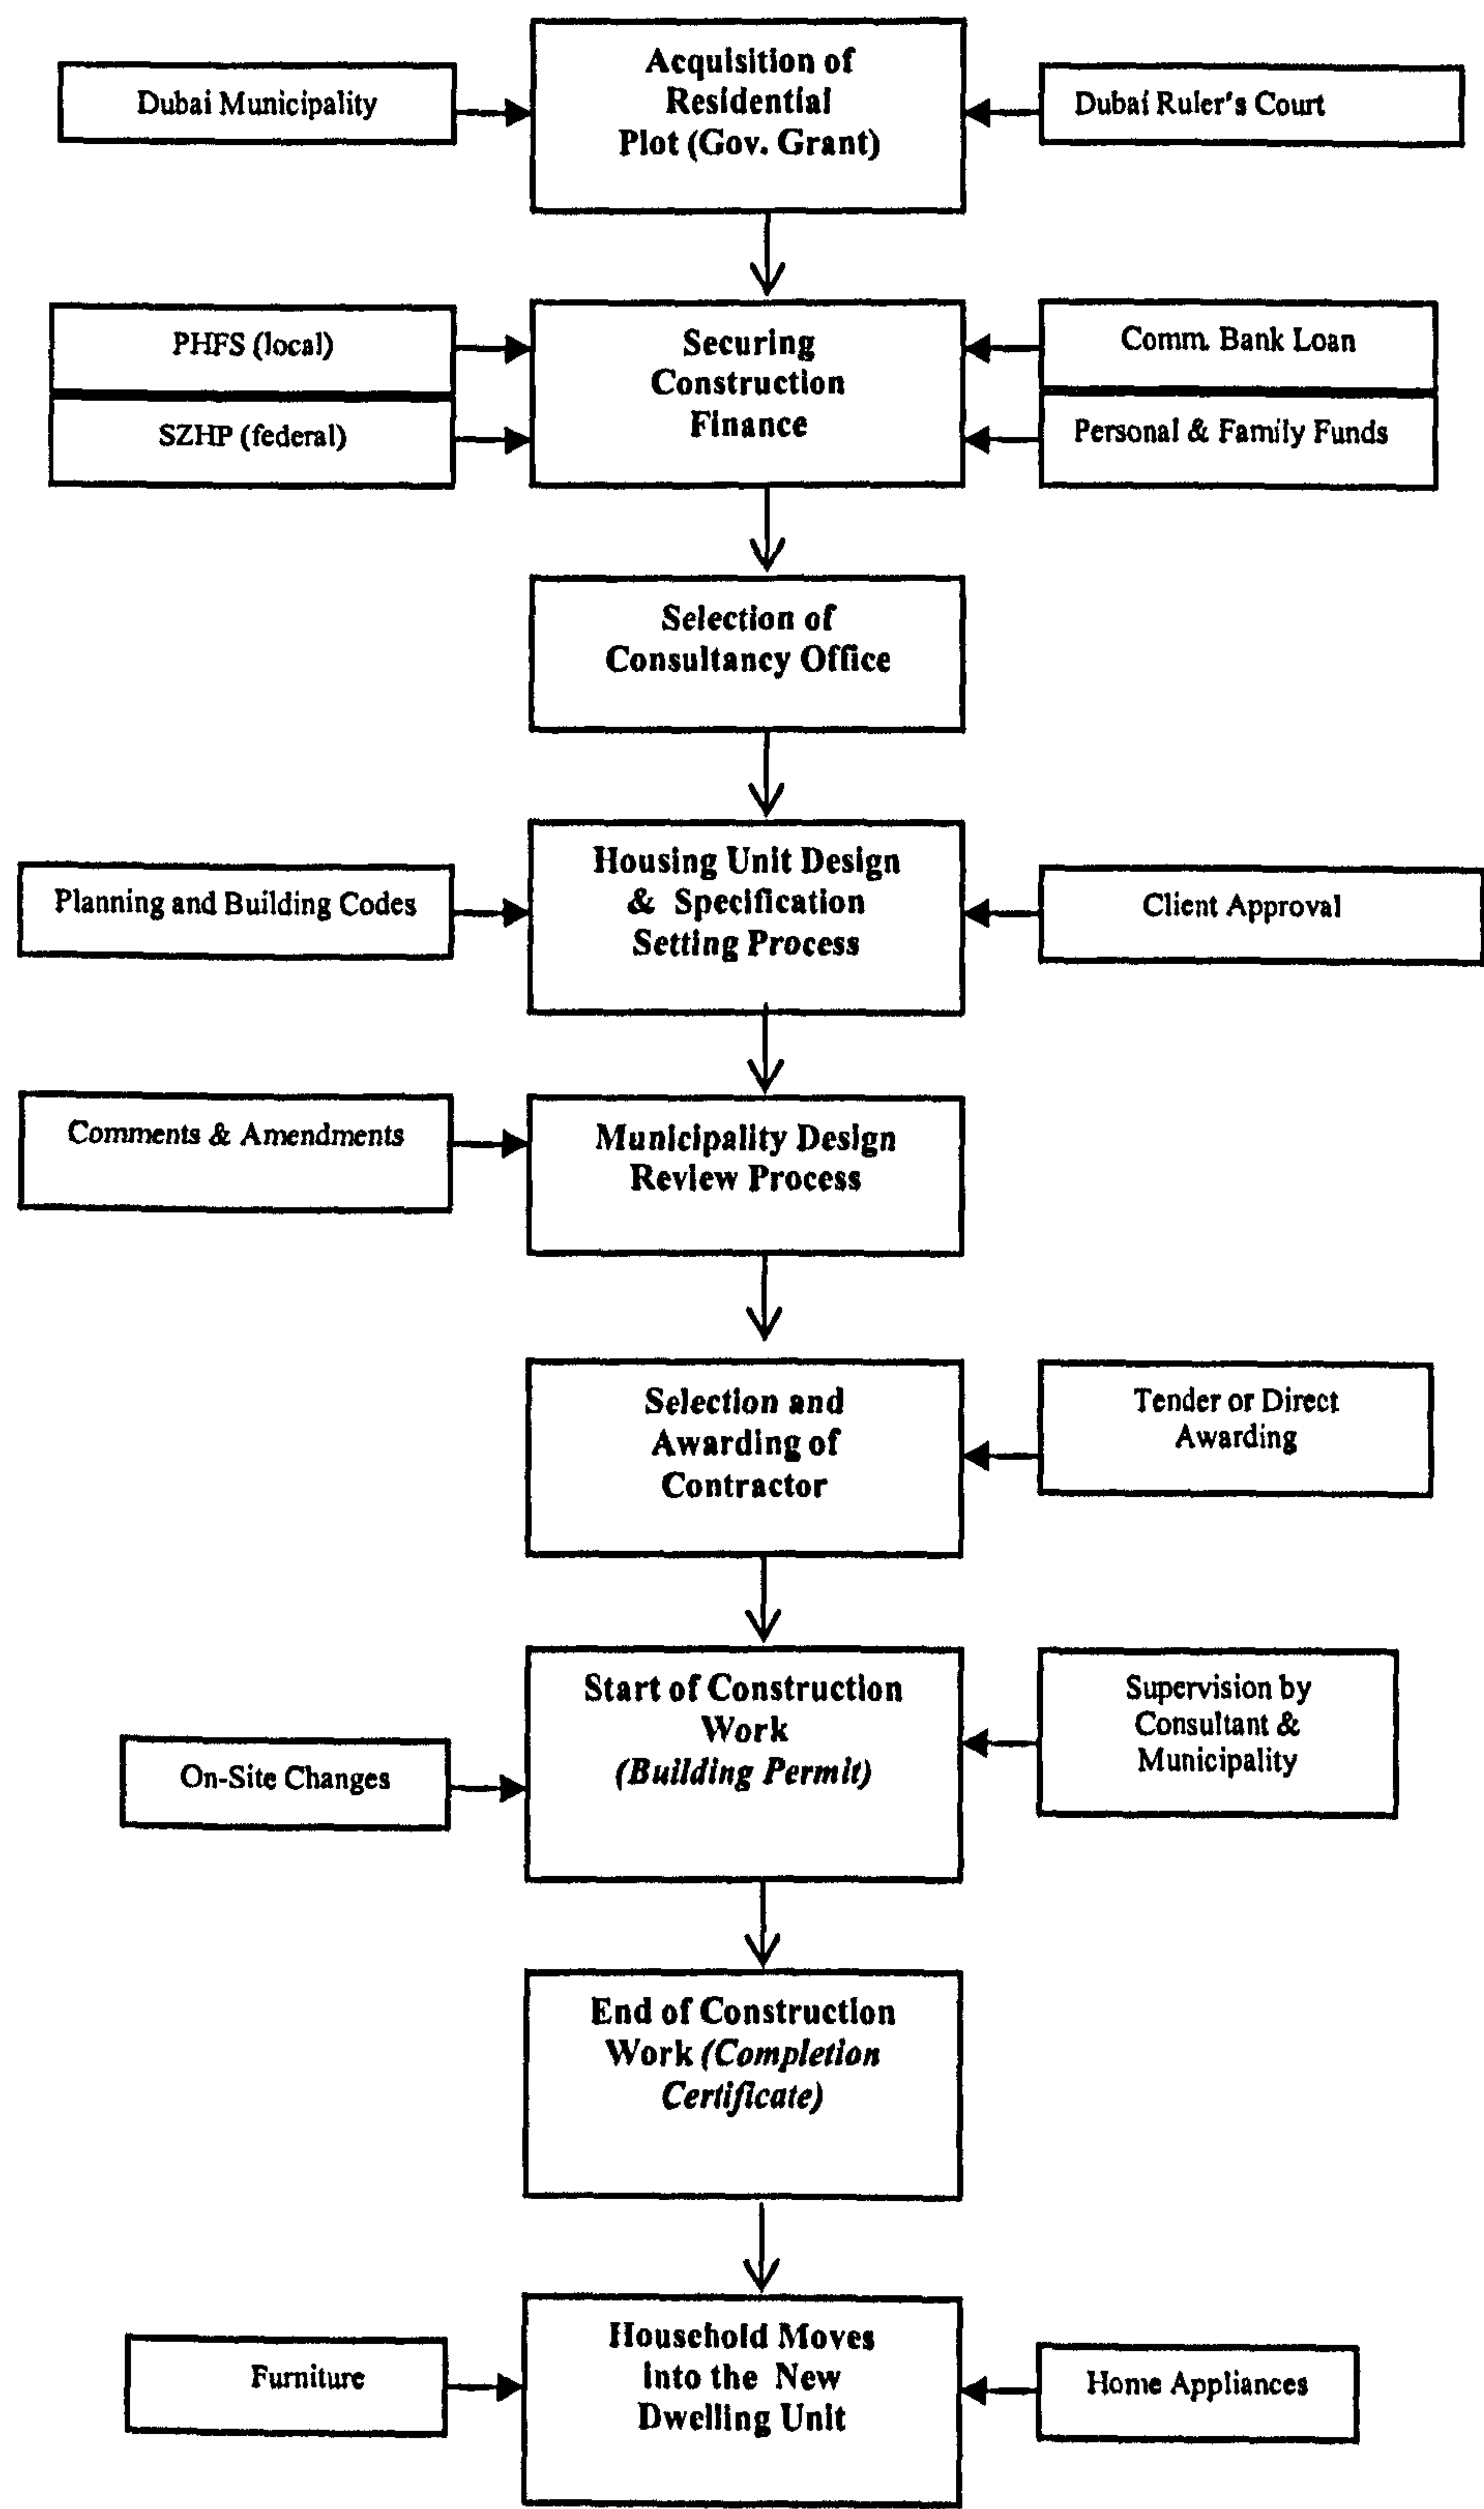 Acquisition of
Residential
Plot (Gov. Grant)
Dubai Municipality
Dubai Ruler's Court
PHFS (local)
SZHP (federal)
Securing
Construction
Finance
Comm. Bank Loan
Personal & Family Funds
Selection of
Consultancy Office
Planning and Building Codes
Housing Unit Design
& Specification
Setting Process
Client Approval
Comments & Amendments
Municipality Design
Review Process
Selection and
Awarding of
Contractor
Tender or Direct
Awarding
Start of Construction
Work
(Building Permit)
On-Site Changes
Supervision by
Consultant &
Municipality
End of Construction
Work (Completion
Certificate)
Furniture
Household Moves
into the New
Dwelling Unit
Home Appliances